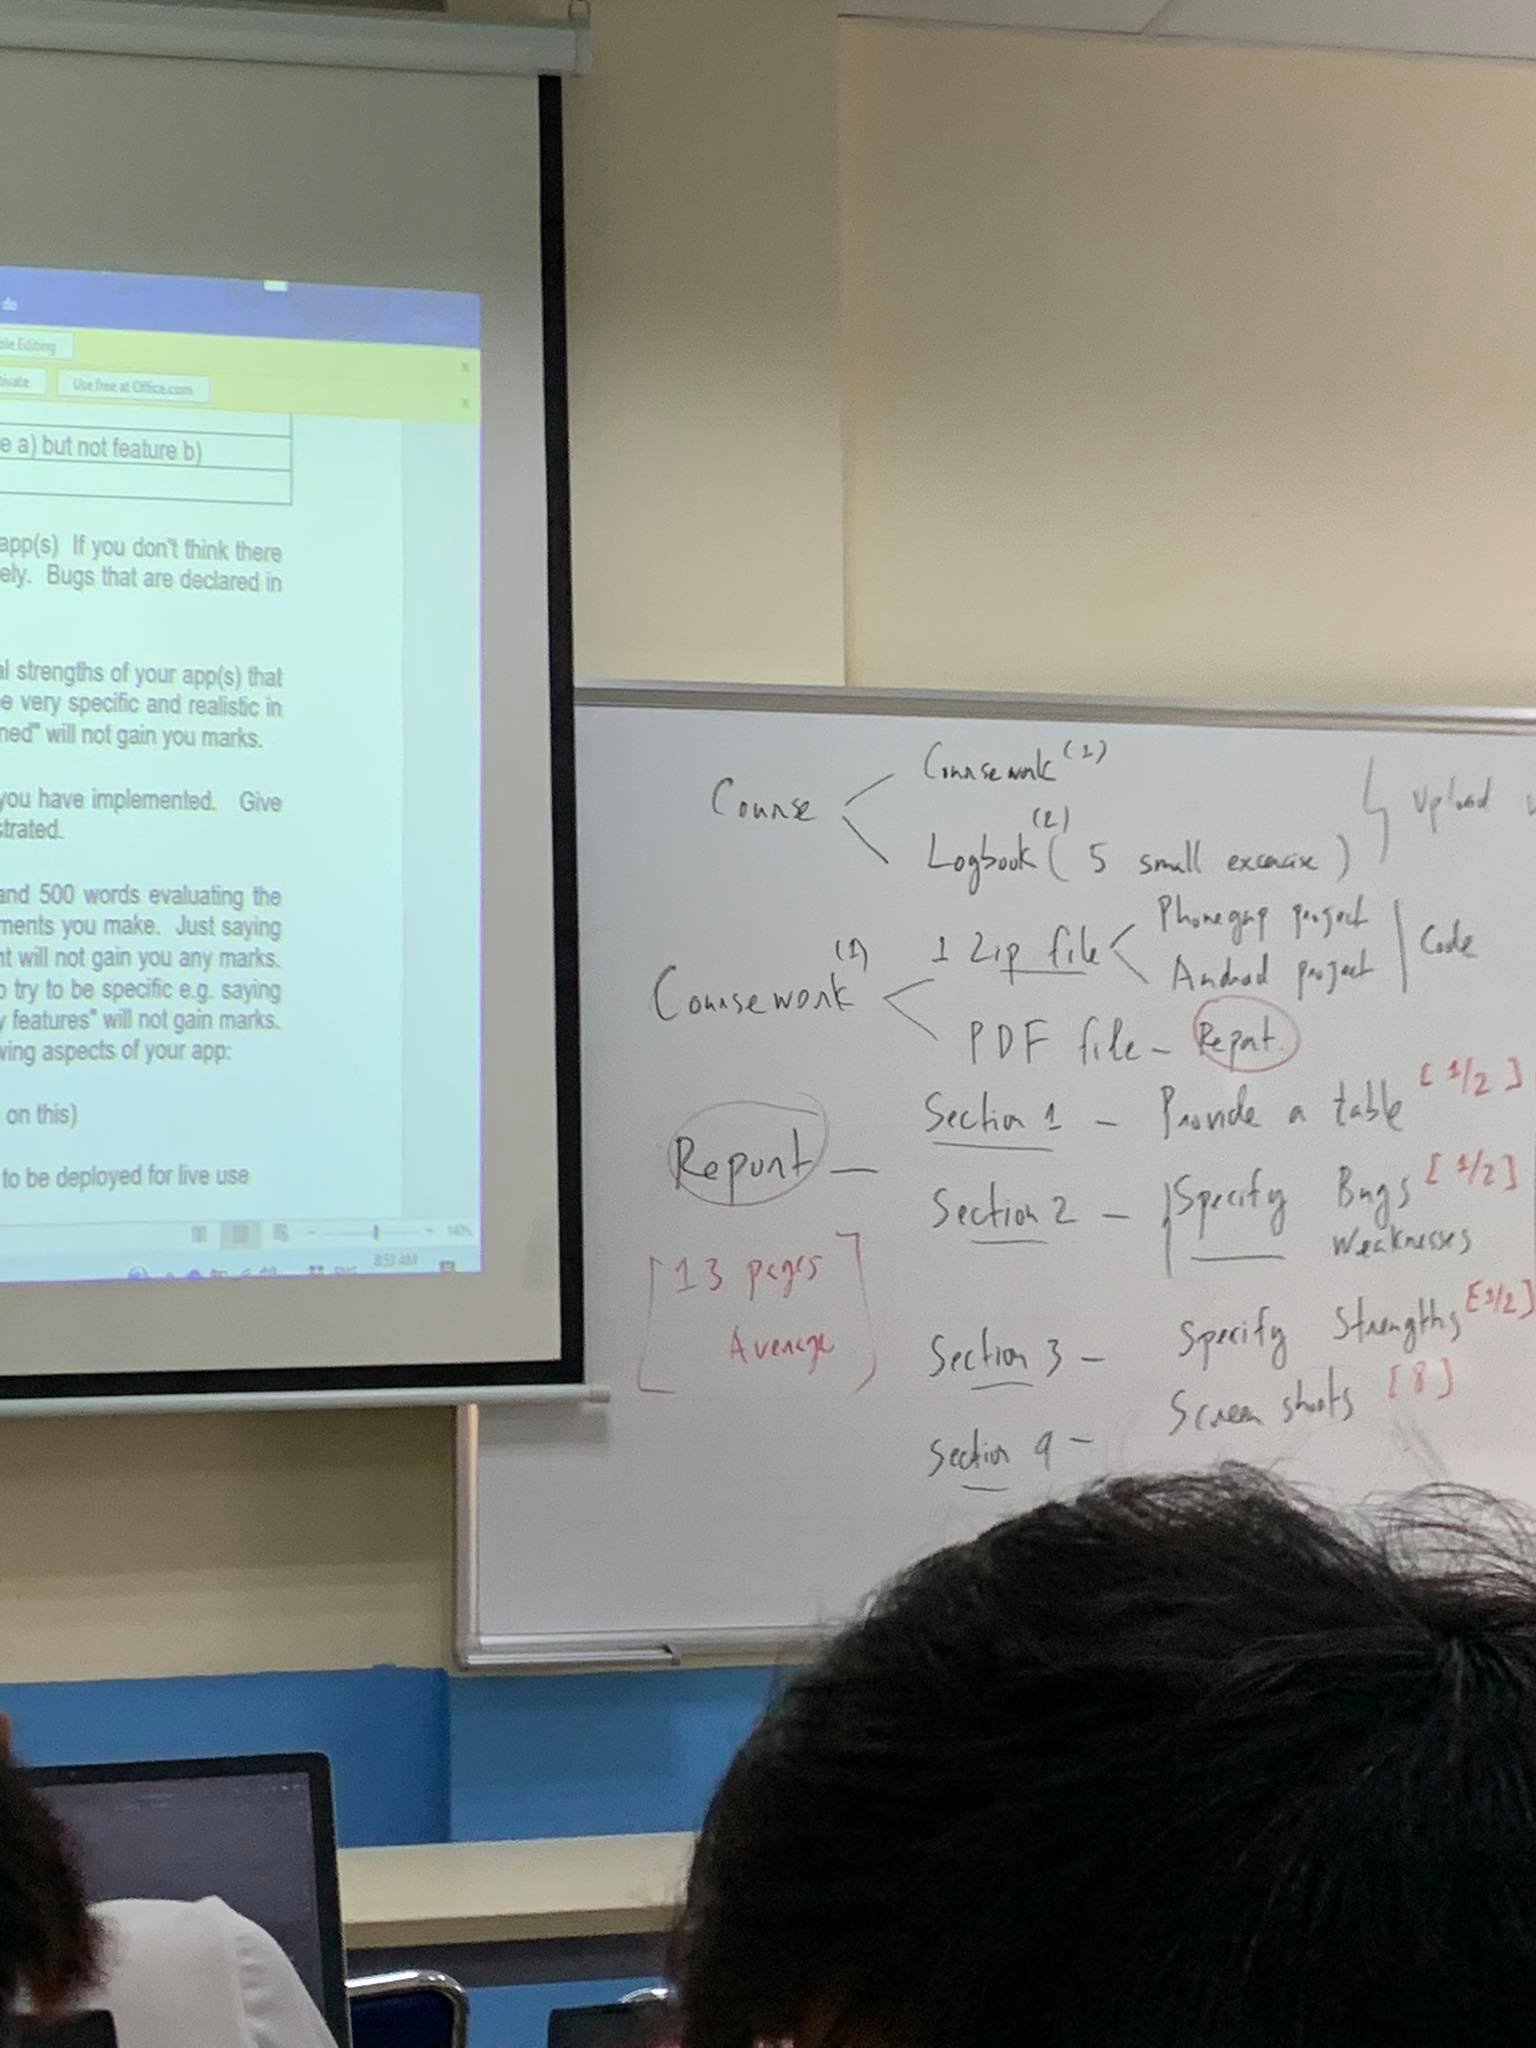 do
ble Editing
tivate
Use free at Office.com
e a) but not feature b)
app(s) If you don't think there
ely. Bugs that are declared in
al strengths of your app(s) that
e very specific and realistic in
ned" will not gain you marks.
you have implemented. Give
strated.
and 500 words evaluating the
ments you make. Just saying
nt will not gain you any marks.
o try to be specific e.g. saying
y features" will not gain marks.
wing aspects of your app:
on this)
to be deployed for live use
140%
ENG
8:53 AM
Course
Coursework (1)
Logbook (2) ( 5 small excercise )
Upload
Coursework (1)
1 Zip file
Phonegap project
Android project
Code
PDF file - Report.
Report -
[13 pages
Average]
Section 1 - Provide a table [1/2]
Section 2 - Specify Bugs [1/2]
Weaknesses
Section 3 - Specify Strengths [1/2]
Section 4 - Screen shoots [8]